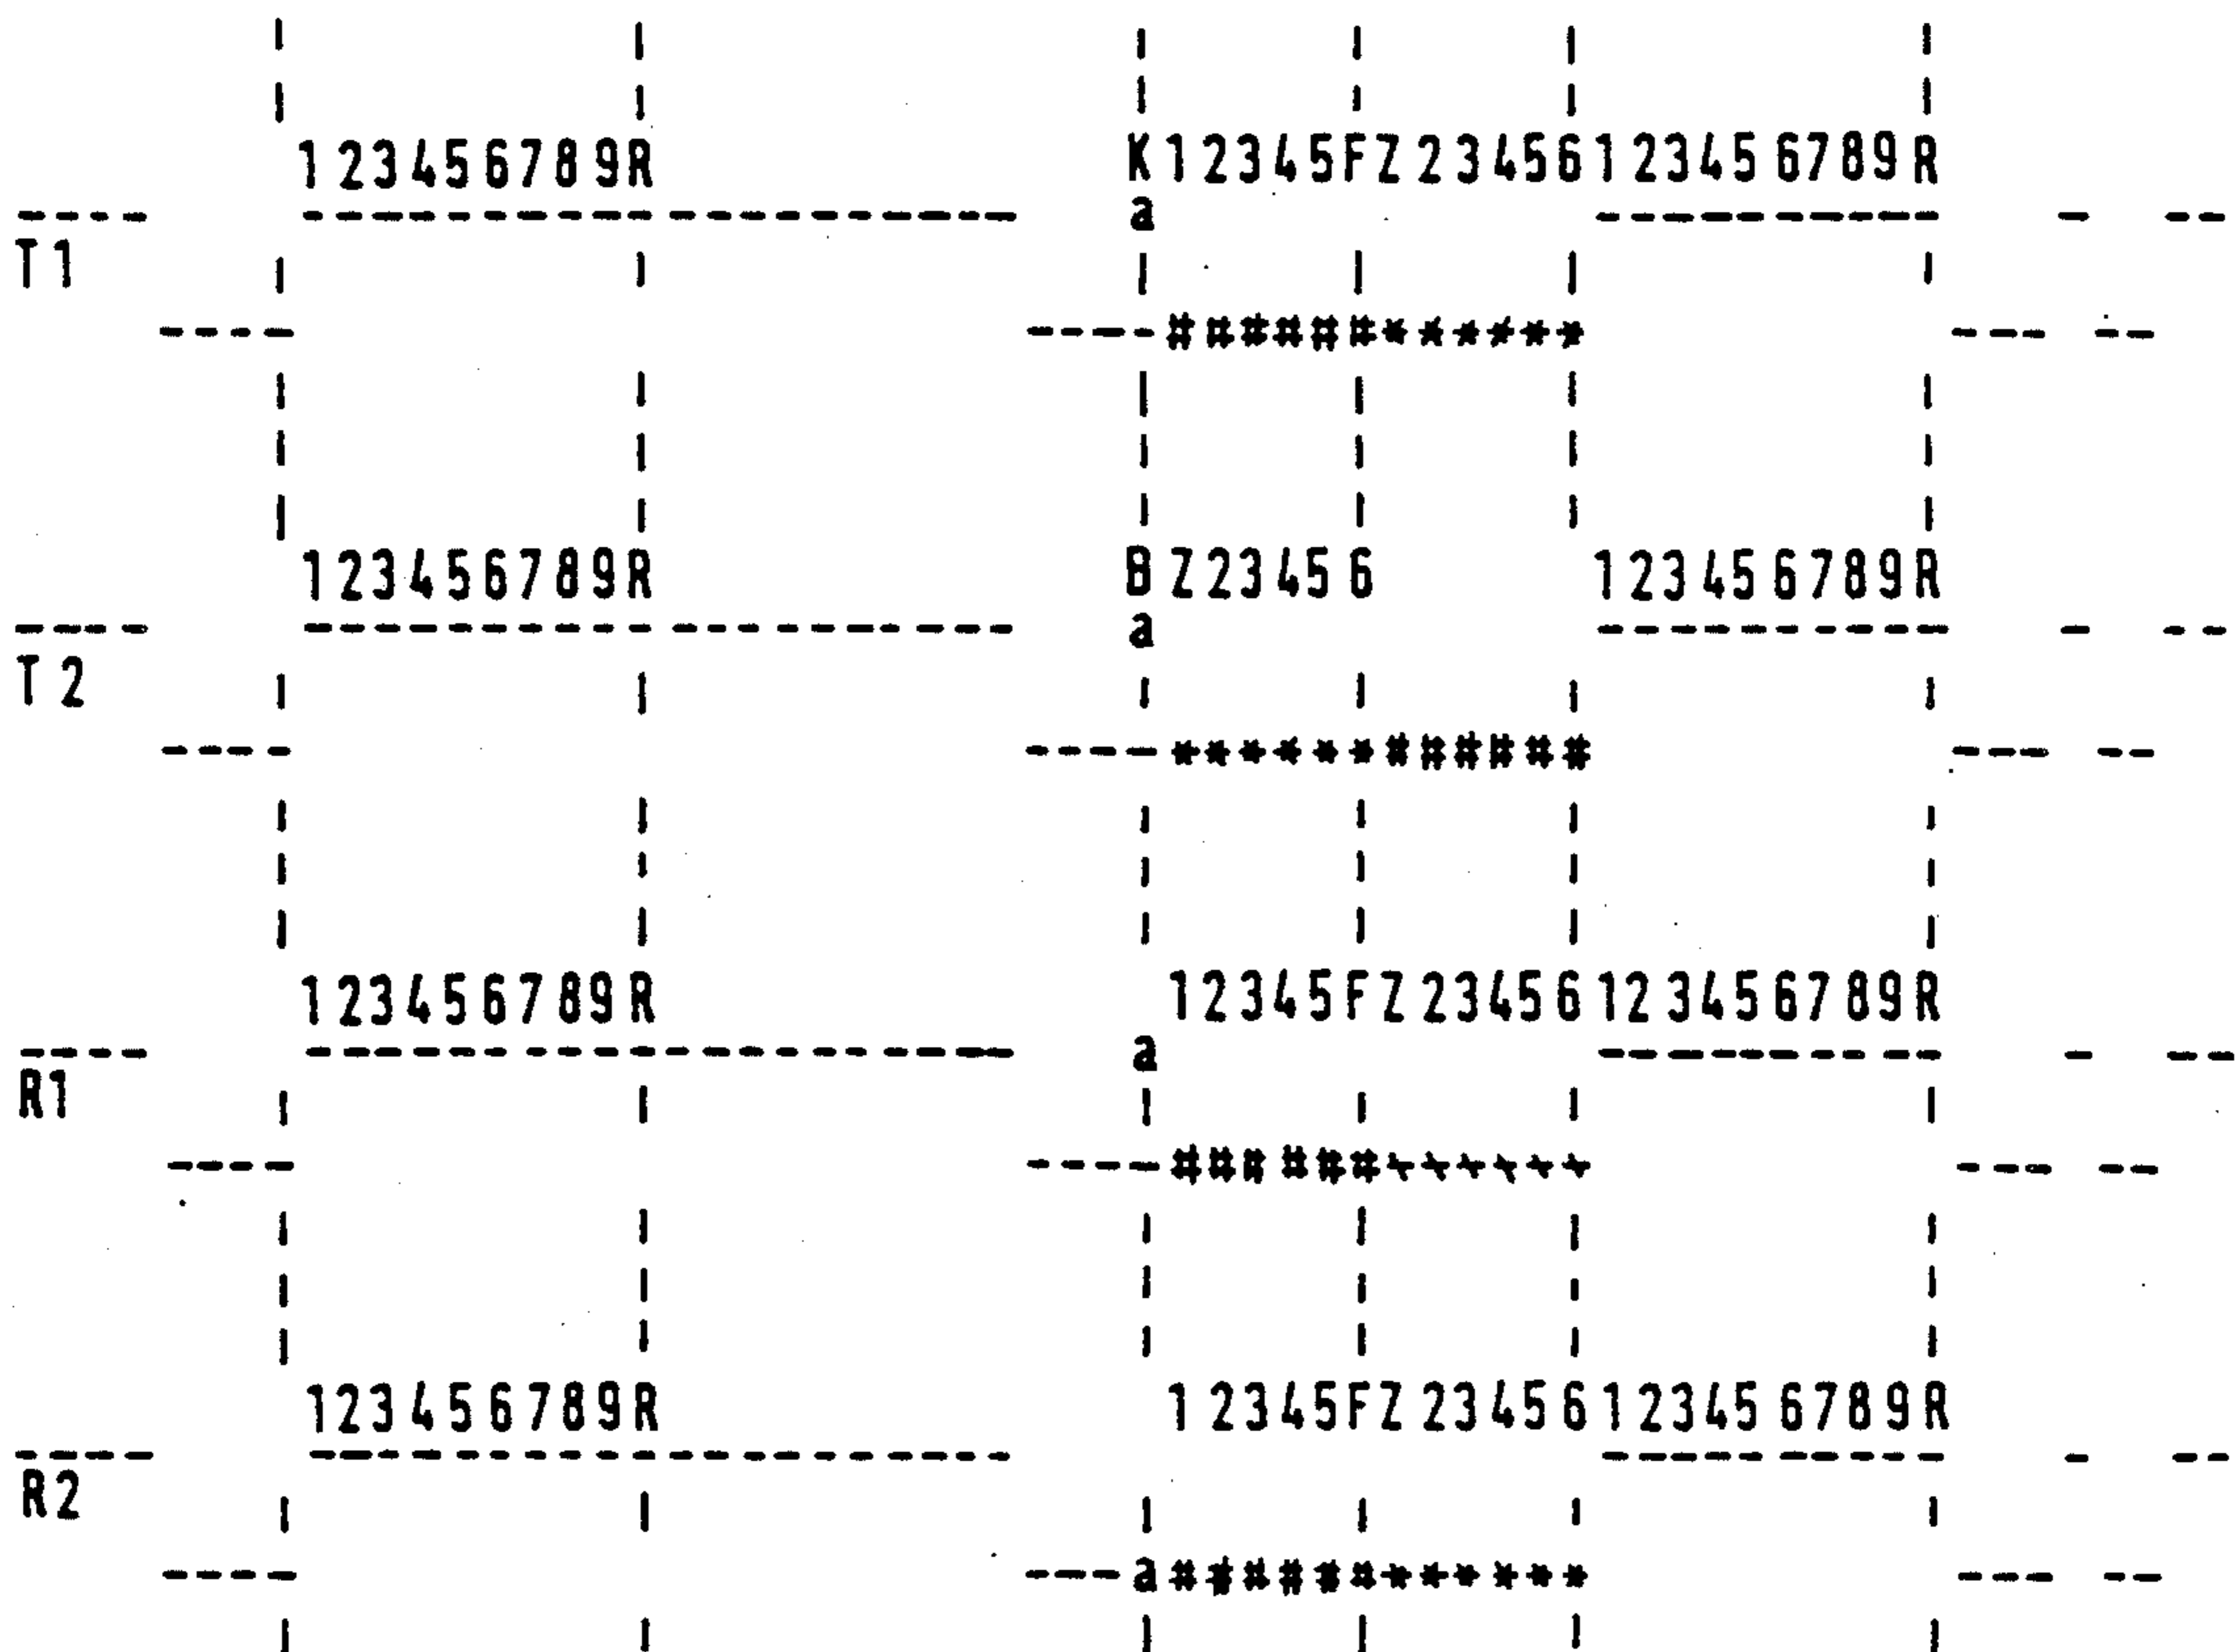 123456789R K12345FZ23456123456789R
---- -------------------- a ---------- - --
T1
---- ----######****** --- --
123456789R BZ23456 123456789R
---- -------------------- a ---------- - --
T2
---- ----******###### --- --
123456789R 12345FZ23456123456789R
---- -------------------- a ---------- - --
R1
---- ----######++++++ --- --
123456789R 12345FZ23456123456789R
---- -------------------- ---------- - --
R2
---- ---a######****** --- --